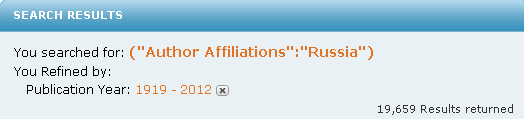 SEARCH RESULTS
You searched for: ("Author Affiliations":"Russia")
You Refined by:
Publication Year: 1919 - 2012
19,659 Results returned